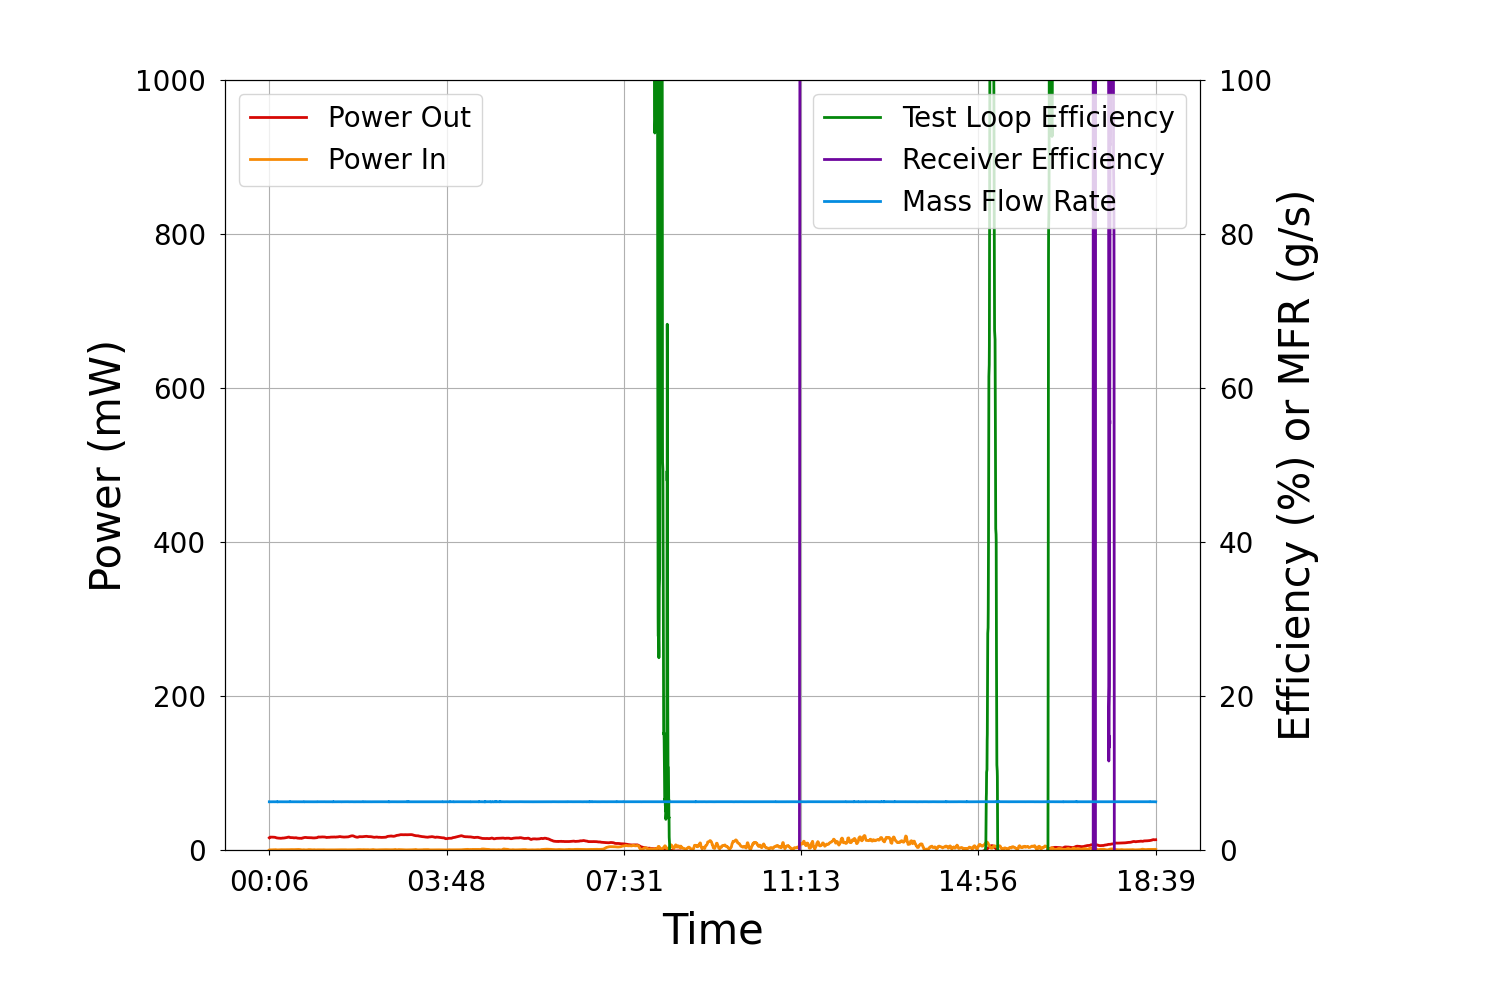 1000
800
600
400
200
0
Power (mW)
Power Out
Power In
Test Loop Efficiency
Receiver Efficiency
Mass Flow Rate
100
80
60
40
20
0
Efficiency (%) or MFR (g/s)
00:06
03:48
07:31
11:13
14:56
18:39
Time